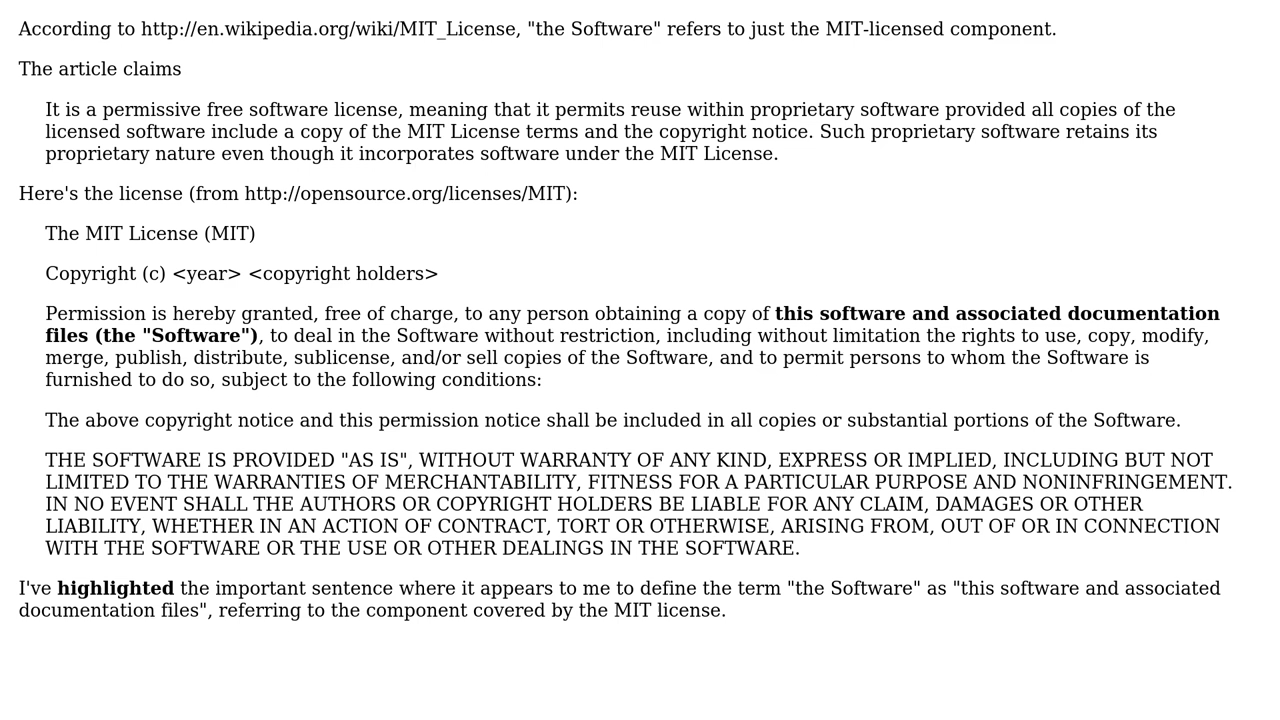 According to http://en.wikipedia.org/wiki/MIT_License, "the Software" refers to just the MIT-licensed component.
The article claims
It is a permissive free software license, meaning that it permits reuse within proprietary software provided all copies of the
licensed software include a copy of the MIT License terms and the copyright notice. Such proprietary software retains its
proprietary nature even though it incorporates software under the MIT License.
Here's the license (from http://opensource.org/licenses/MIT):
The MIT License (MIT)
Copyright (c) <year> <copyright holders>
Permission is hereby granted, free of charge, to any person obtaining a copy of this software and associated documentation
files (the "Software"), to deal in the Software without restriction, including without limitation the rights to use, copy, modify,
merge, publish, distribute, sublicense, and/or sell copies of the Software, and to permit persons to whom the Software is
furnished to do so, subject to the following conditions:
The above copyright notice and this permission notice shall be included in all copies or substantial portions of the Software.
THE SOFTWARE IS PROVIDED "AS IS", WITHOUT WARRANTY OF ANY KIND, EXPRESS OR IMPLIED, INCLUDING BUT NOT
LIMITED TO THE WARRANTIES OF MERCHANTABILITY, FITNESS FOR A PARTICULAR PURPOSE AND NONINFRINGEMENT.
IN NO EVENT SHALL THE AUTHORS OR COPYRIGHT HOLDERS BE LIABLE FOR ANY CLAIM, DAMAGES OR OTHER
LIABILITY, WHETHER IN AN ACTION OF CONTRACT, TORT OR OTHERWISE, ARISING FROM, OUT OF OR IN CONNECTION
WITH THE SOFTWARE OR THE USE OR OTHER DEALINGS IN THE SOFTWARE.
I've highlighted the important sentence where it appears to me to define the term "the Software" as "this software and associated
documentation files", referring to the component covered by the MIT license.